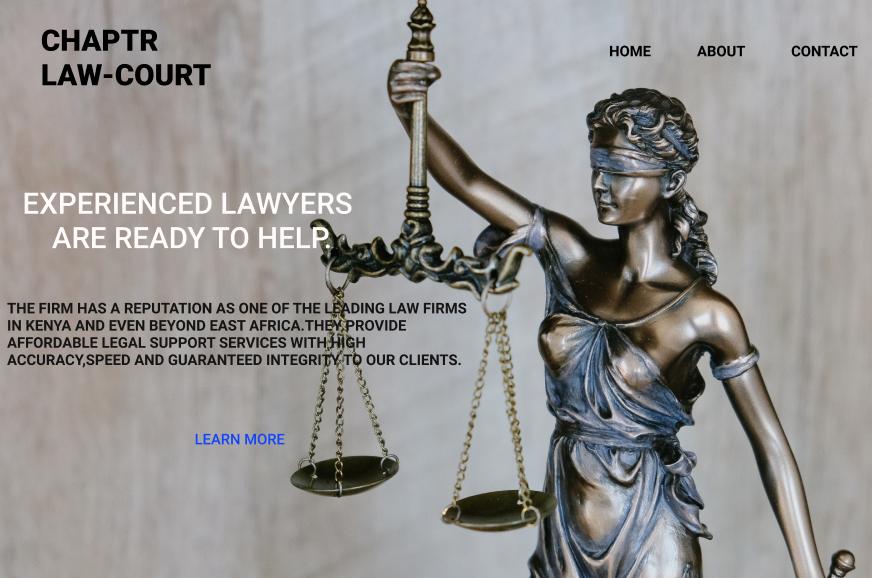 CHAPTR
LAW-COURT
HOME ABOUT CONTACT
EXPERIENCED LAWYERS
ARE READY TO HELP.
THE FIRM HAS A REPUTATION AS ONE OF THE LEADING LAW FIRMS
IN KENYA AND EVEN BEYOND EAST AFRICA.THEY PROVIDE
AFFORDABLE LEGAL SUPPORT SERVICES WITH HIGH
ACCURACY,SPEED AND GUARANTEED INTEGRITY TO OUR CLIENTS.
LEARN MORE